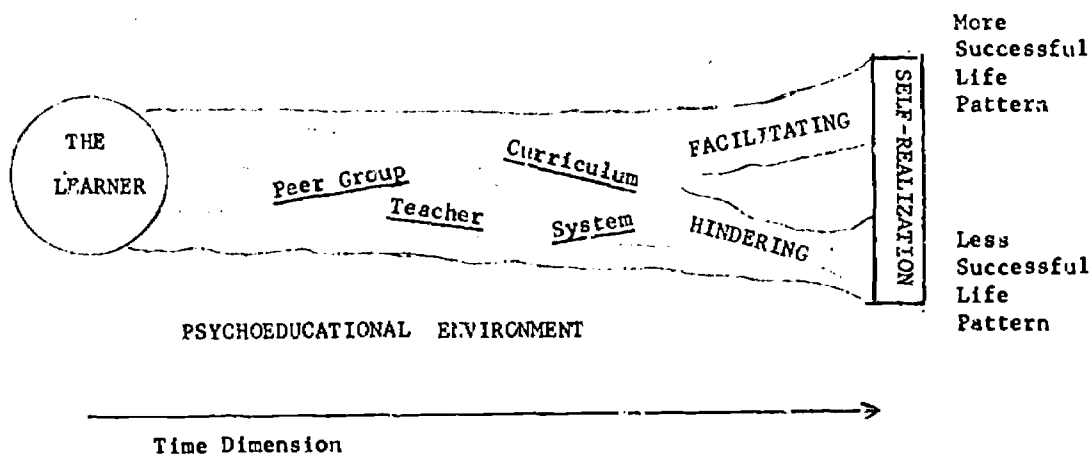 THE
LEARNER
Peer Group
Teacher
Curriculum
System
FACILITATING
HINDERING
SELF-REALIZATION
More
Successful
Life
Pattern
Less
Successful
Life
Pattern
PSYCHOEDUCATIONAL ENVIRONMENT
Time Dimension